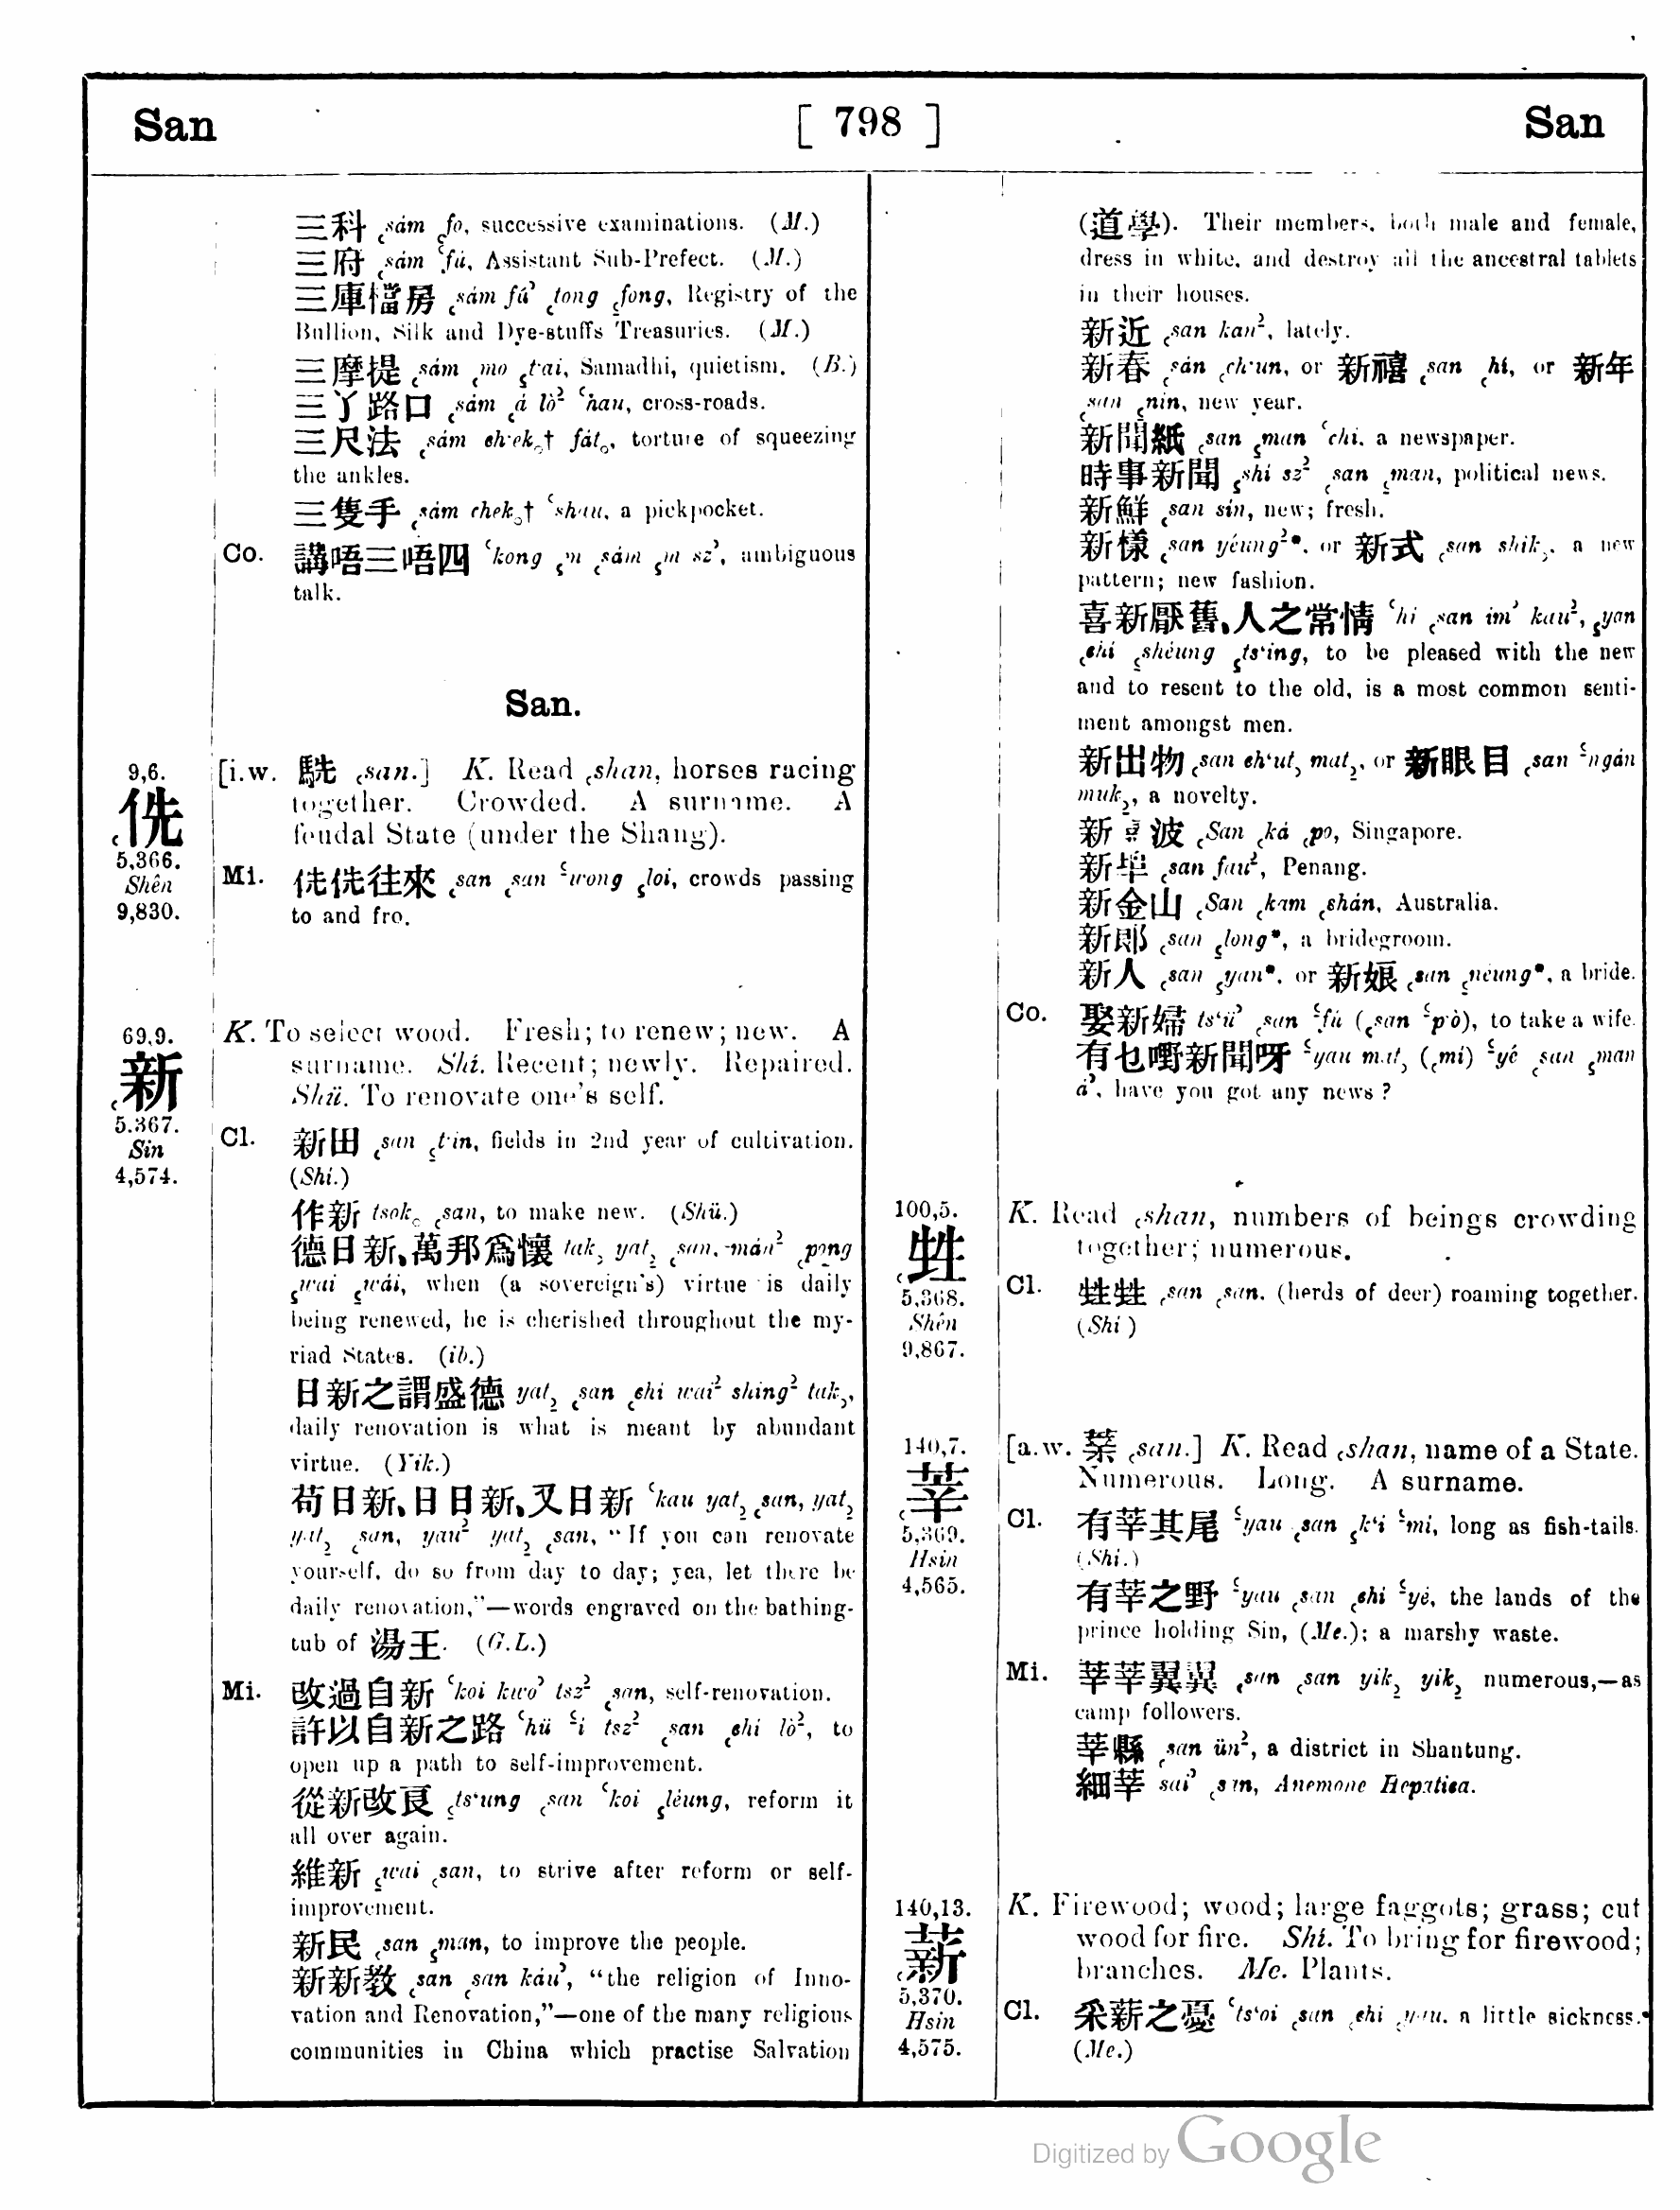 San [ 798 ] San
三科 ꜀sám ꜁fo, successive examinations. (M.)
三府 ꜀sám ꜂fú, Assistant Sub-Prefect. (M.)
三庫檔房 ꜀sám fú꜄ ꜀tong ꜁fong, Registry of the
Bullion, Silk and Dye-stuffs Treasuries. (M.)
三摩提 ꜀sám ꜀mo ꜁t‘ai, Samadhi, quietism. (B.)
三丫路口 ꜀sám ꜀á lò꜅ ꜂hau, cross-roads.
三尺法 ꜀sám ch‘ek꜀† fát꜀, torture of squeezing
the ankles.
三隻手 ꜀sám chek꜀† ꜂shau, a pickpocket.
Co. 講唔三唔四 ꜂kong ꜁m ꜀sám ꜁m sz꜄, ambiguous
talk.
San.
9,6.
꜀侁
5,366.
Shên
9,830.
[i.w. 駪 ꜀san.] K. Read ꜀shan, horses racing
together. Crowded. A surname. A
feudal State (under the Shang).
Mi. 侁侁往來 ꜀san ꜀san ꜃wong ꜁loi, crowds passing
to and fro.
69,9.
꜀新
5,367.
Sin
4,574.
K. To select wood. Fresh; to renew; new. A
surname. Shí. Recent; newly. Repaired.
Shü. To renovate one's self.
Cl. 新田 ꜀san ꜁t‘in, fields in 2nd year of cultivation.
(Shí.)
作新 tsok꜀ ꜀san, to make new. (Shü.)
德日新、萬邦爲懷 tak꜆ yat꜇ ꜀san, mán꜅ ꜀pong
꜁wai ꜁wái, when (a sovereign's) virtue is daily
being renewed, he is cherished throughout the my-
riad States. (ib.)
日新之謂盛德 yat꜇ ꜀san ꜀chi wai꜅ shing꜅ tak꜆,
daily renovation is what is meant by abundant
virtue. (Yik.)
苟日新、日日新、又日新 ꜂kau yat꜇ ꜀san, yat꜇
yat꜇ ꜀san, yau꜅ yat꜇ ꜀san, “If you can renovate
yourself, do so from day to day; yea, let there be
daily renovation,”—words engraved on the bathing-
tub of 湯王. (G.L.)
Mi. 改過自新 ꜂koi kwo꜄ tsz꜅ ꜀san, self-renovation.
許以自新之路 ꜂hü ꜃i tsz꜅ ꜀san ꜀chi lò꜅, to
open up a path to self-improvement.
從新改良 ꜁ts‘ung ꜀san ꜂koi ꜁léung, reform it
all over again.
維新 ꜁wai ꜀san, to strive after reform or self-
improvement.
新民 ꜀san ꜁man, to improve the people.
新新教 ꜀san ꜀san káu꜄, “the religion of Inno-
vation and Renovation,”—one of the many religious
communities in China which practise Salvation
(道學). Their members, both male and female,
dress in white, and destroy all the ancestral tablets
in their houses.
新近 ꜀san kan꜅, lately.
新春 ꜀san ꜀ch‘un, or 新禧 ꜀san ꜀hí, or 新年
꜀san ꜁nin, new year.
新聞紙 ꜀san ꜁man ꜂chi, a newspaper.
時事新聞 ꜁shí sz꜅ ꜀san ꜁man, political news.
新鮮 ꜀san sín, new; fresh.
新樣 ꜀san yéung꜅*, or 新式 ꜀san shik꜆, a new
pattern; new fashion.
喜新厭舊、人之常情 ꜂hi ꜀san im꜄ kau꜅, ꜁yan
꜀chí ꜁shéung ꜁ts‘ing, to be pleased with the new
and to resent to the old, is a most common senti-
ment amongst men.
新出物 ꜀san ch‘ut꜆ mat꜇, or 新眼目 ꜀san ꜃ngán
muk꜇, a novelty.
新 波 ꜀San ꜀ká ꜀po, Singapore.
新埠 ꜀san fau꜅, Penang.
新金山 ꜀San ꜀kam ꜀shán, Australia.
新郎 ꜀san ꜁long*, a bridegroom.
新人 ꜀san ꜁yan*, or 新娘 ꜀san ꜁neung*, a bride.
Co. 娶新婦 ts‘ü꜄ ꜀san ꜃fú (꜀san ꜃p‘ò), to take a wife.
有乜嘢新聞呀 ꜃yau mat꜆ (꜀mi) ꜃yé ꜀san ꜁man
á꜄, have you got any news?
100,5.
꜀甡
5,368.
Shên
9,867.
K. Read ꜀shan, numbers of beings crowding
together; numerous.
Cl. 甡甡 ꜀san ꜀san, (herds of deer) roaming together.
(Shí)
140,7.
꜀莘
5,369.
Hsin
4,565.
[a.w. ꜀san.] K. Read ꜀shan, name of a State.
Numerous. Long. A surname.
Cl. 有莘其尾 ꜃yau ꜀san ꜁k‘i ꜃mi, long as fish-tails.
(Shí.)
有莘之野 ꜃yau ꜀san ꜀chi ꜃yé, the lands of the
prince holding Sin, (Me.); a marshy waste.
Mi. 莘莘翼翼 ꜀san ꜀san yik꜇ yik꜇ numerous,—as
camp followers.
莘縣 ꜀san ün꜅, a district in Shantung.
細莘 sai꜄ ꜀san, Anemone Hepatica.
140,13.
꜀薪
5,370.
Hsin
4,575.
K. Firewood; wood; large faggots; grass; cut
wood for fire. Shí. To bring for firewood;
branches. Me. Plants.
Cl. 采薪之憂 ꜂ts‘oi ꜀san ꜀chi ꜀yau, a little sickness.
(Me.)
Digitized by Google